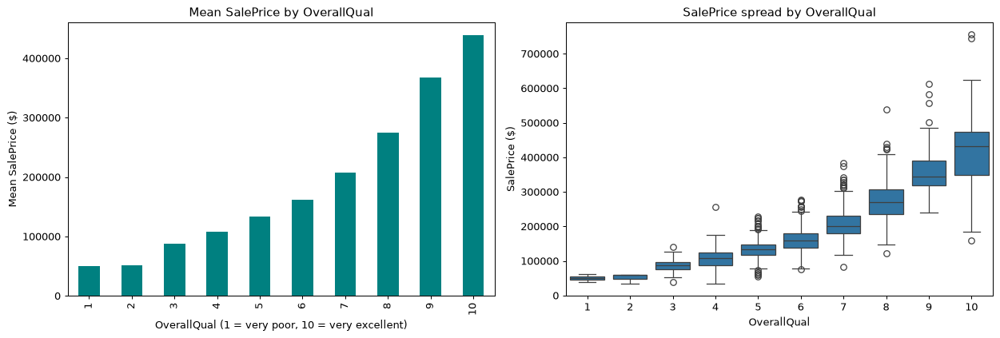 Mean SalePrice by OverallQual
Mean SalePrice ($)
400000
300000
200000
100000
0
1 2 3 4 5 6 7 8 9 10
OverallQual (1 = very poor, 10 = very excellent)
SalePrice spread by OverallQual
SalePrice ($)
700000
600000
500000
400000
300000
200000
100000
0
1 2 3 4 5 6 7 8 9 10
OverallQual